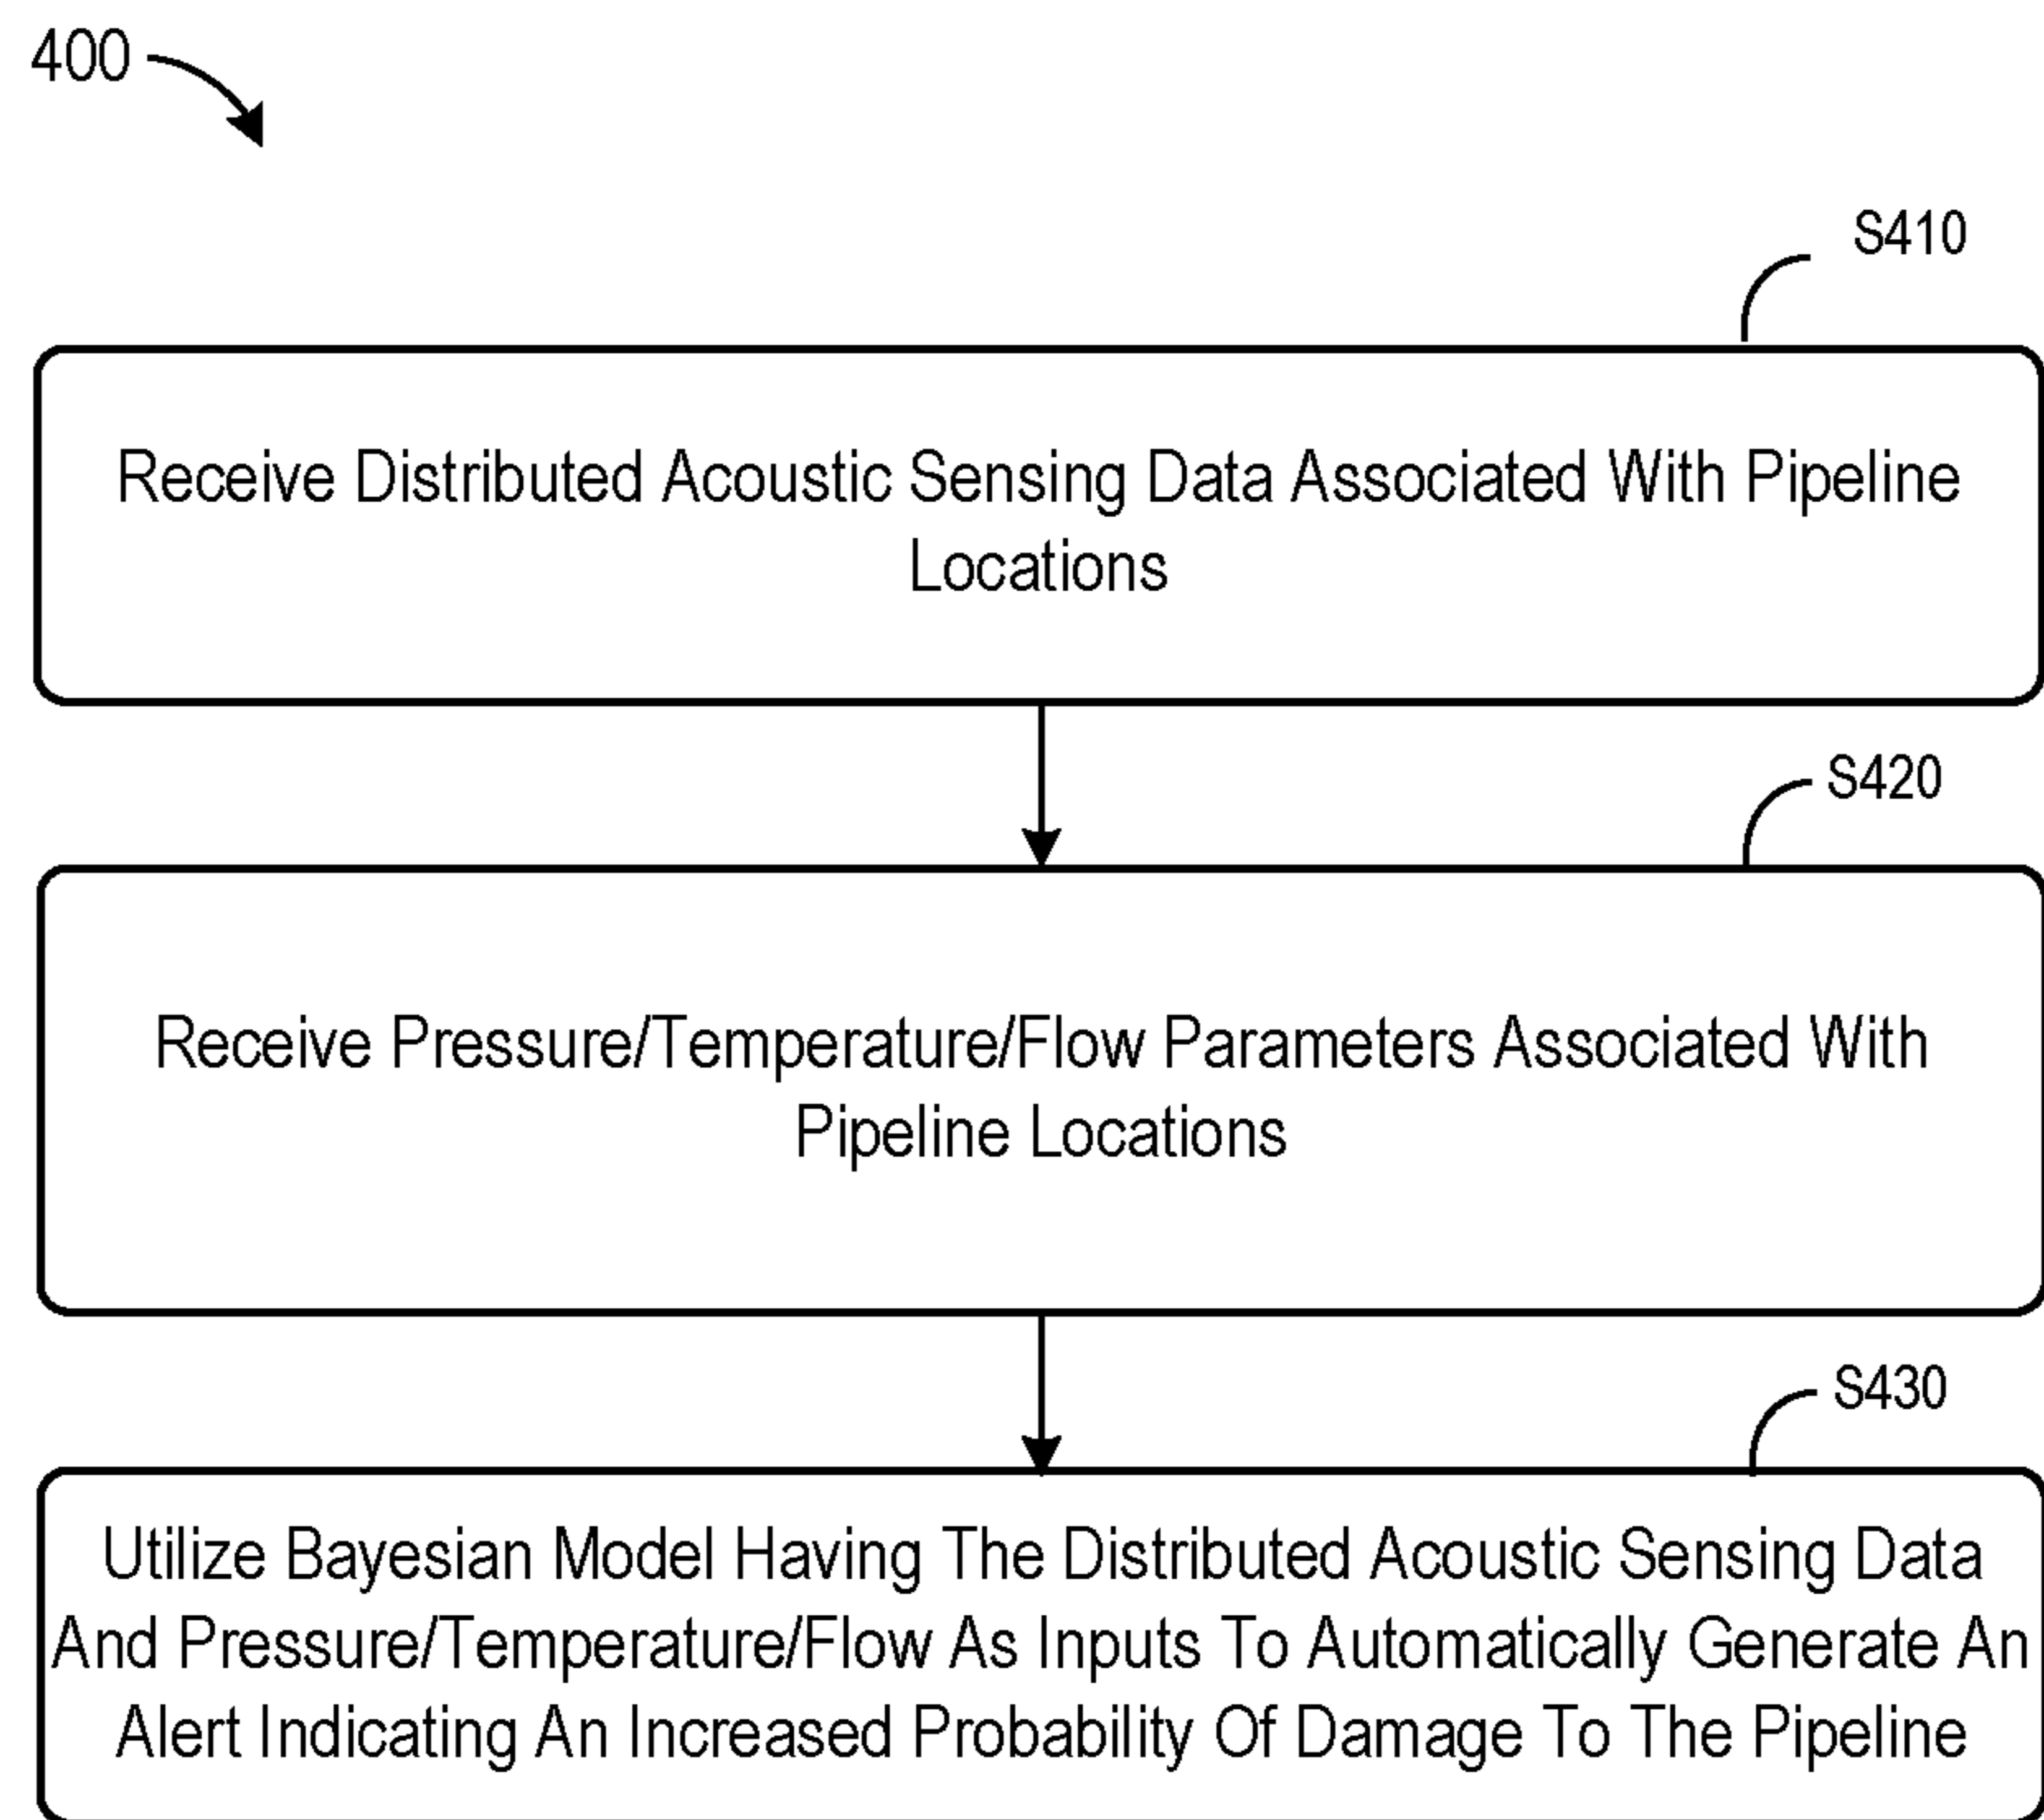 400
S410
Receive Distributed Acoustic Sensing Data Associated With Pipeline
Locations
S420
Receive Pressure/Temperature/Flow Parameters Associated With
Pipeline Locations
S430
Utilize Bayesian Model Having The Distributed Acoustic Sensing Data
And Pressure/Temperature/Flow As Inputs To Automatically Generate An
Alert Indicating An Increased Probability Of Damage To The Pipeline